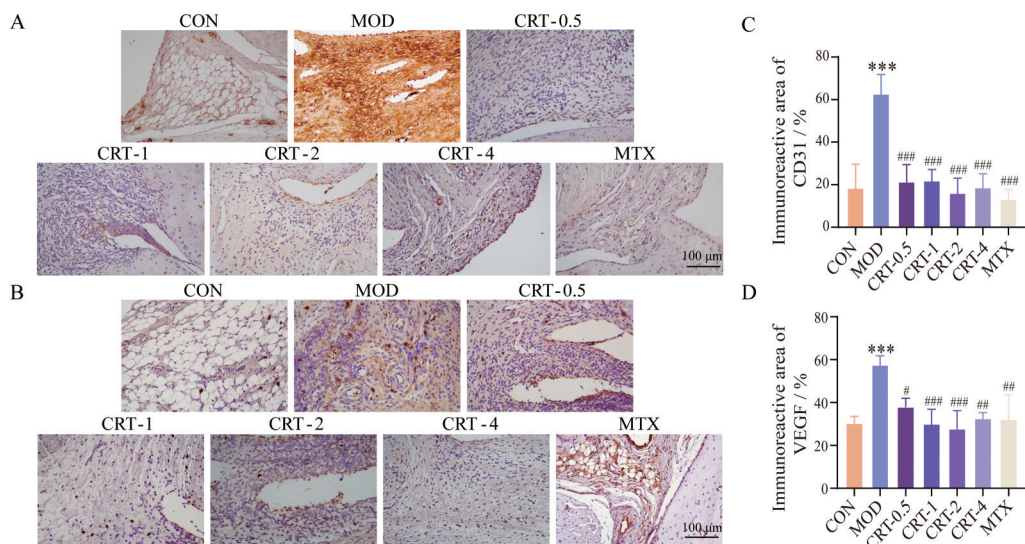 A
CON
MOD
CRT-0.5
CRT-1
CRT-2
CRT-4
MTX
100 μm
B
CON
MOD
CRT-0.5
CRT-1
CRT-2
CRT-4
MTX
100 μm
C
Immunoreactive area of
CD31 / %
80
60
40
20
0
***
###
###
###
###
###
CON
MOD
CRT-0.5
CRT-1
CRT-2
CRT-4
MTX
D
Immunoreactive area of
VEGF / %
80
60
40
20
0
***
#
###
###
##
##
CON
MOD
CRT-0.5
CRT-1
CRT-2
CRT-4
MTX